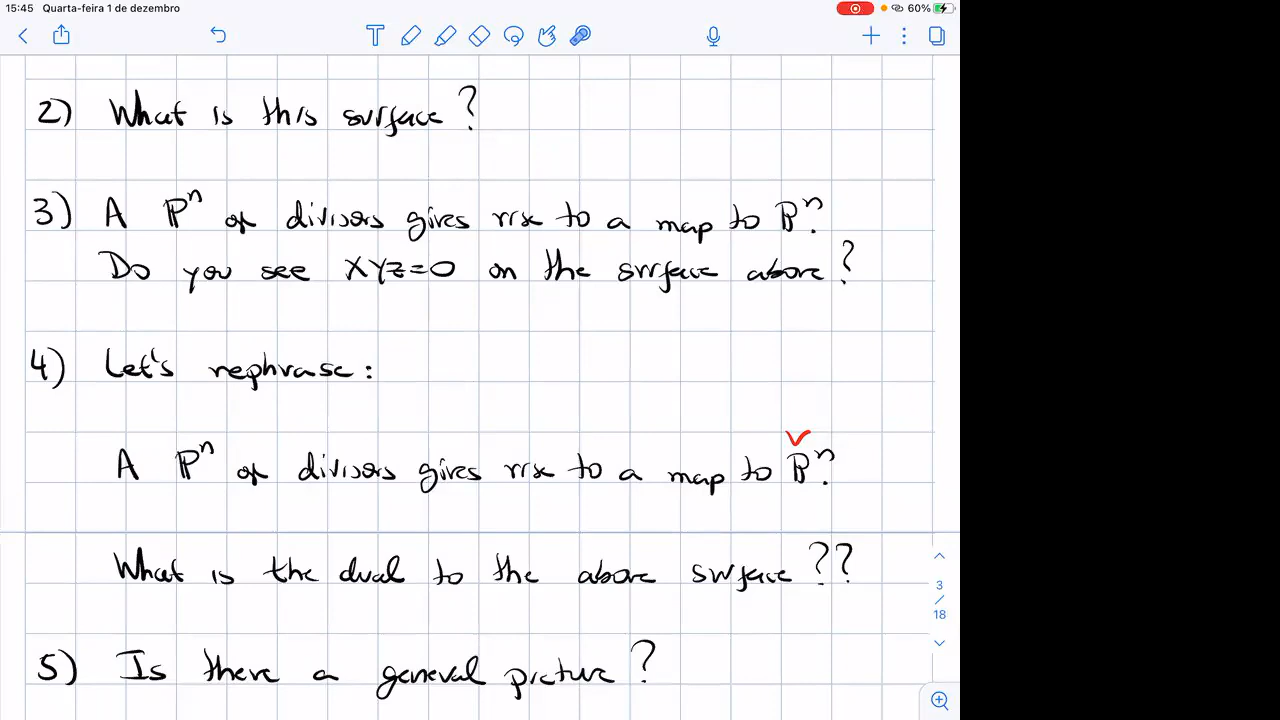 15:45 Quarta-feira 1 de dezembro 60%
2) What is this surface?
3) A ℙⁿ of divisors gives rise to a map to ℙⁿ.
Do you see XYZ=0 on the surface above?
4) Let's rephrase:
A ℙⁿ of divisors gives rise to a map to ℙ̌ⁿ.
What is the dual to the above surface??
3
/
18
5) Is there a general picture?